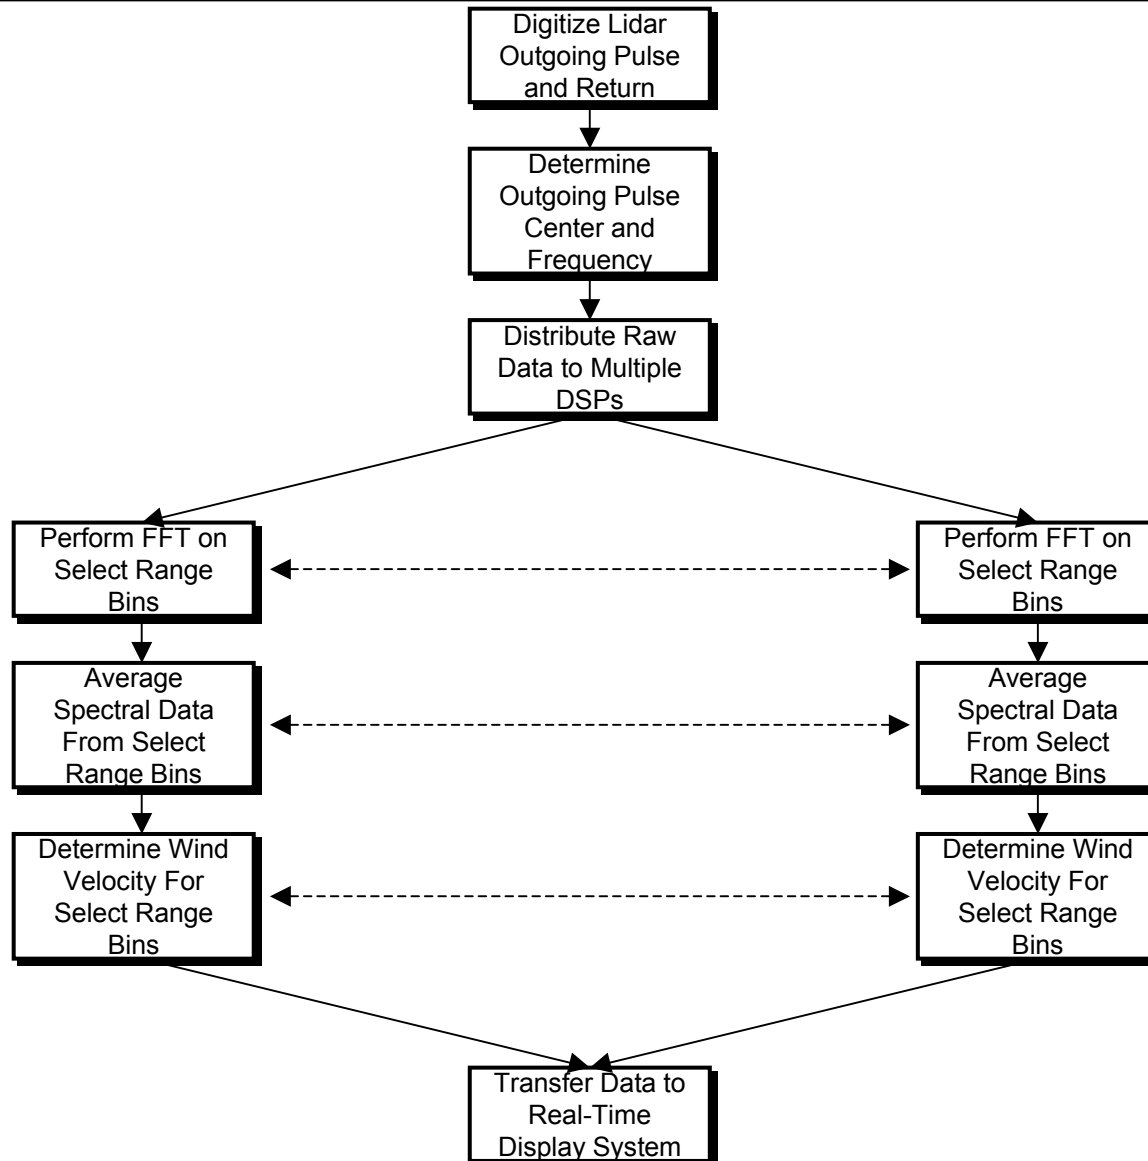 Digitize Lidar
Outgoing Pulse
and Return
Determine
Outgoing Pulse
Center and
Frequency
Distribute Raw
Data to Multiple
DSPs
Perform FFT on
Select Range
Bins
Perform FFT on
Select Range
Bins
Average
Spectral Data
From Select
Range Bins
Average
Spectral Data
From Select
Range Bins
Determine Wind
Velocity For
Select Range
Bins
Determine Wind
Velocity For
Select Range
Bins
Transfer Data to
Real-Time
Display System